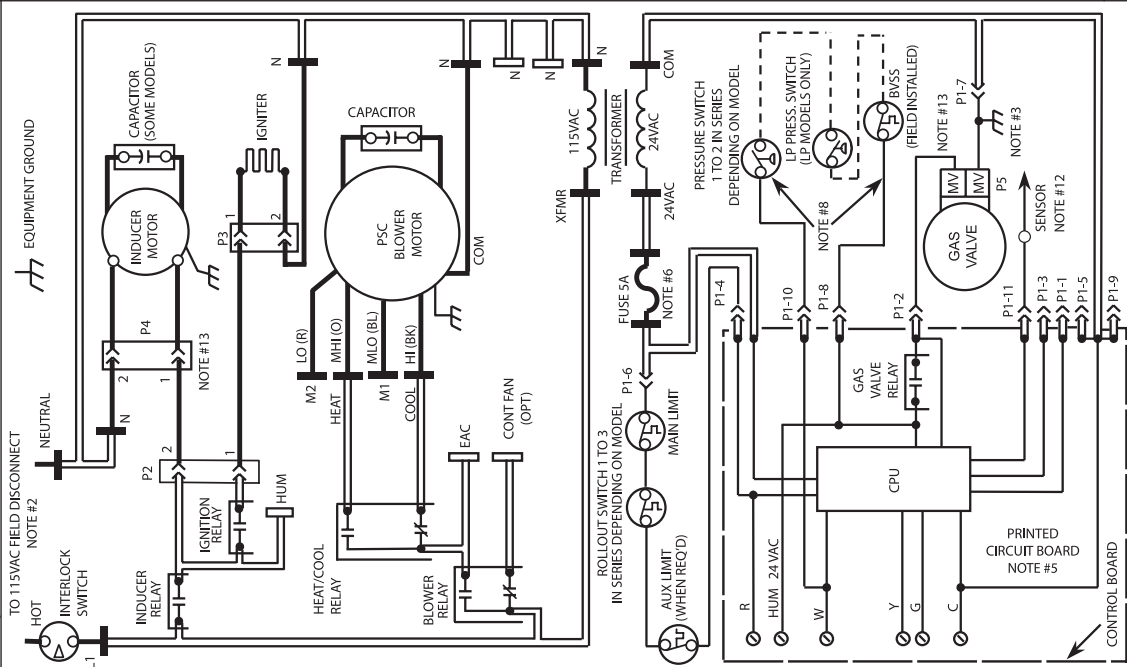 EQUIPMENT GROUND
CAPACITOR
(SOME MODELS)
INDUCER
MOTOR
IGNITER
N
P3
1
2
CAPACITOR
PSC
BLOWER
MOTOR
N
COM
N
N
N
115VAC
TRANSFORMER
24VAC
COM
XFMR
24VAC
FUSE 5A
NOTE #6
PRESSURE SWITCH
1 TO 2 IN SERIES
DEPENDING ON MODEL
LP PRESS. SWITCH
(LP MODELS ONLY)
BVSS
(FIELD INSTALLED)
NOTE #8
NOTE #13
P1-7
NOTE #3
MV
MV
P5
GAS
VALVE
SENSOR
NOTE #12
P4
2
1
NOTE #13
LO (R)
MHI (O)
MLO (BL)
HI (BK)
M2
HEAT
M1
COOL
P1-4
P1-10
P1-8
P1-2
P1-11
P1-3
P1-1
P1-5
P1-9
P1-6
MAIN LIMIT
ROLLOUT SWITCH 1 TO 3
IN SERIES DEPENDING ON MODEL
AUX LIMIT
(WHEN REQ'D)
GAS
VALVE
RELAY
CPU
PRINTED
CIRCUIT BOARD
NOTE #5
CONTROL BOARD
R
HUM 24 VAC
W
Y
G
C
TO 115VAC FIELD DISCONNECT
NOTE #2
NEUTRAL
N
P2
2
1
HUM
IGNITION
RELAY
EAC
CONT FAN
(OPT)
HOT
INTERLOCK
SWITCH
L1
INDUCER
RELAY
HEAT/COOL
RELAY
BLOWER
RELAY